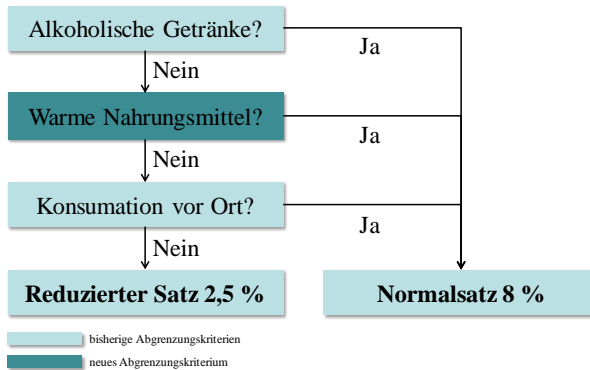 Alkoholische Getränke?
Ja
Nein
Warme Nahrungsmittel?
Ja
Nein
Konsumation vor Ort?
Ja
Nein
Reduzierter Satz 2,5 %
Normalsatz 8 %
bisherige Abgrenzungskriterien
neues Abgrenzungskriterium